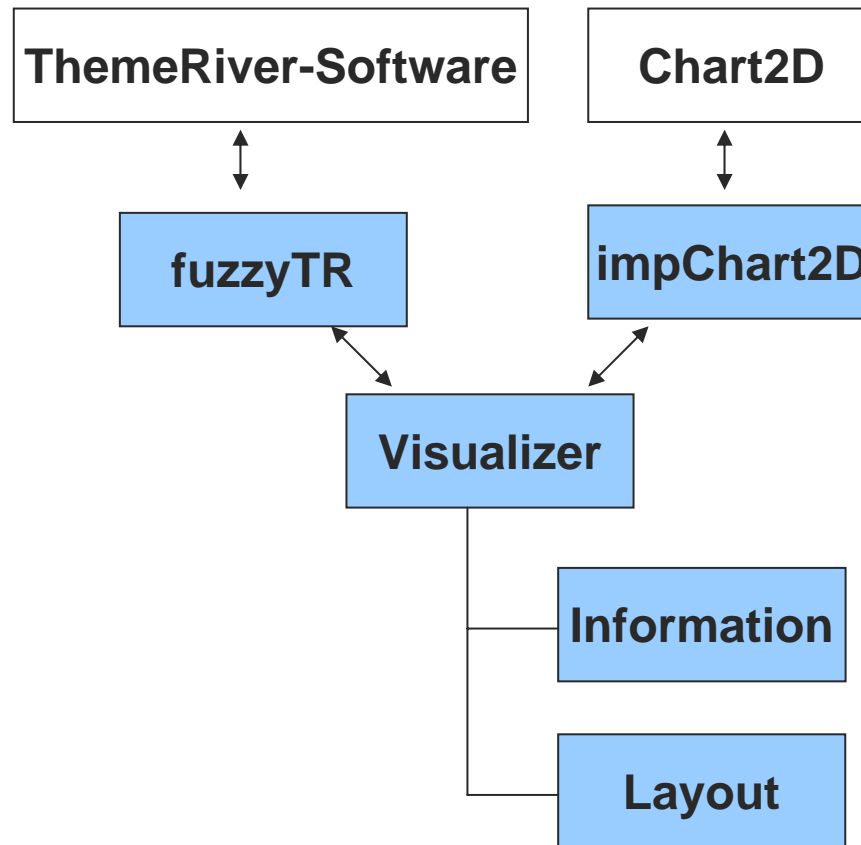 ThemeRiver-Software
Chart2D
fuzzyTR
impChart2D
Visualizer
Information
Layout